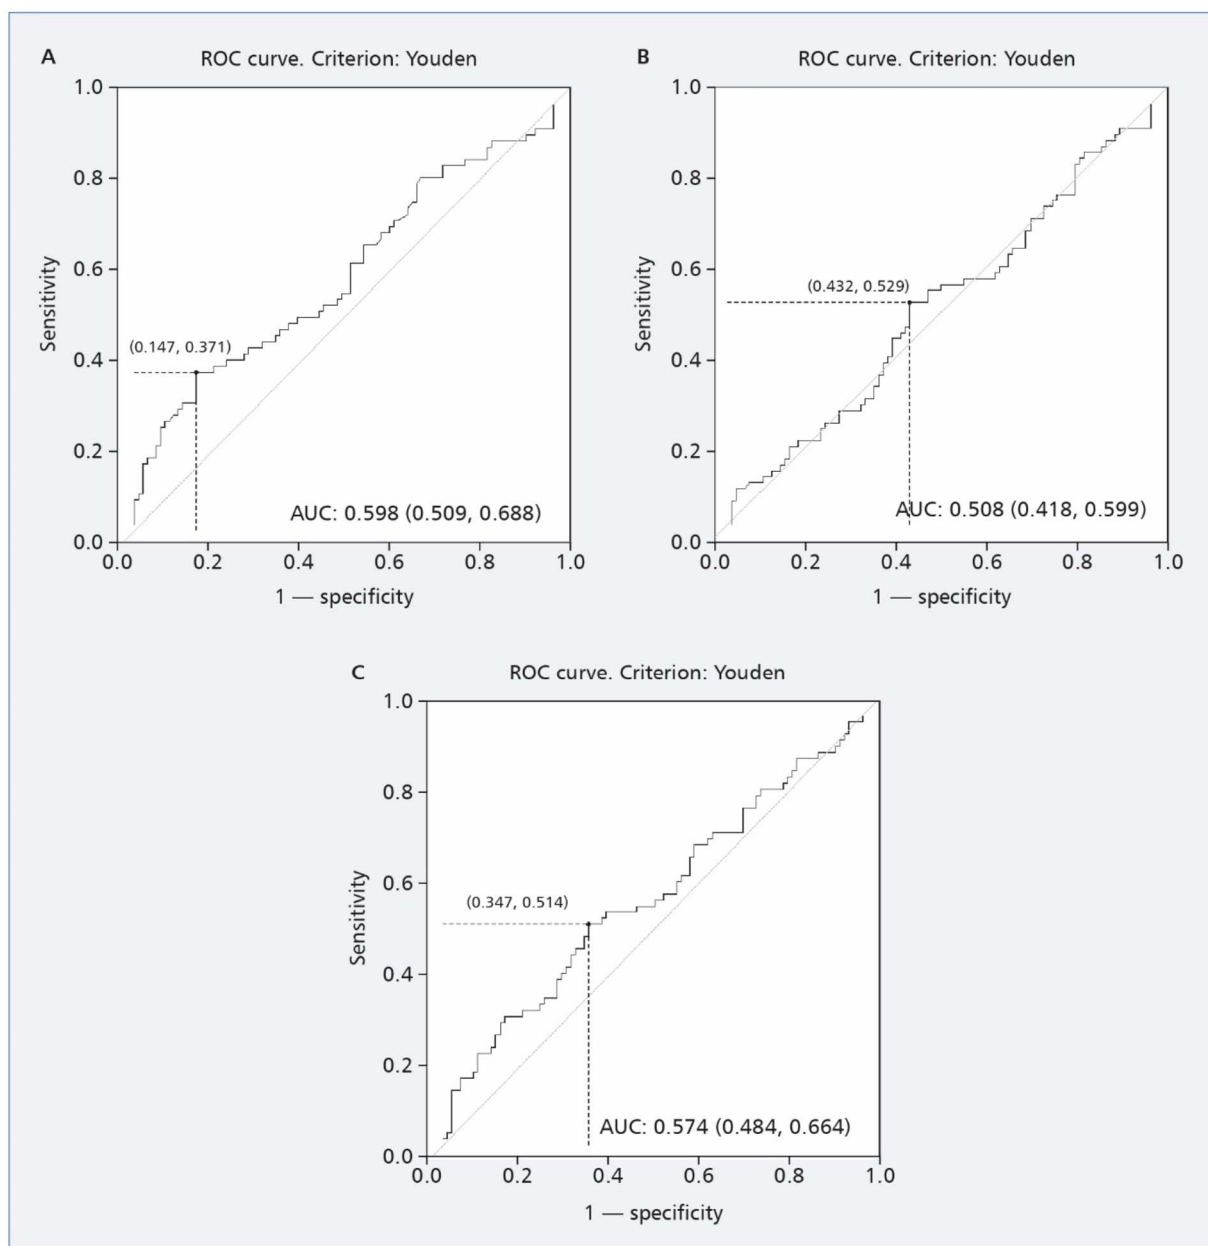 A
ROC curve. Criterion: Youden
1.0
0.8
0.6
0.4
0.2
0.0
Sensitivity
(0.147, 0.371)
AUC: 0.598 (0.509, 0.688)
0.0 0.2 0.4 0.6 0.8 1.0
1 — specificity
B
ROC curve. Criterion: Youden
1.0
0.8
0.6
0.4
0.2
0.0
Sensitivity
(0.432, 0.529)
AUC: 0.508 (0.418, 0.599)
0.0 0.2 0.4 0.6 0.8 1.0
1 — specificity
C
ROC curve. Criterion: Youden
1.0
0.8
0.6
0.4
0.2
0.0
Sensitivity
(0.347, 0.514)
AUC: 0.574 (0.484, 0.664)
0.0 0.2 0.4 0.6 0.8 1.0
1 — specificity